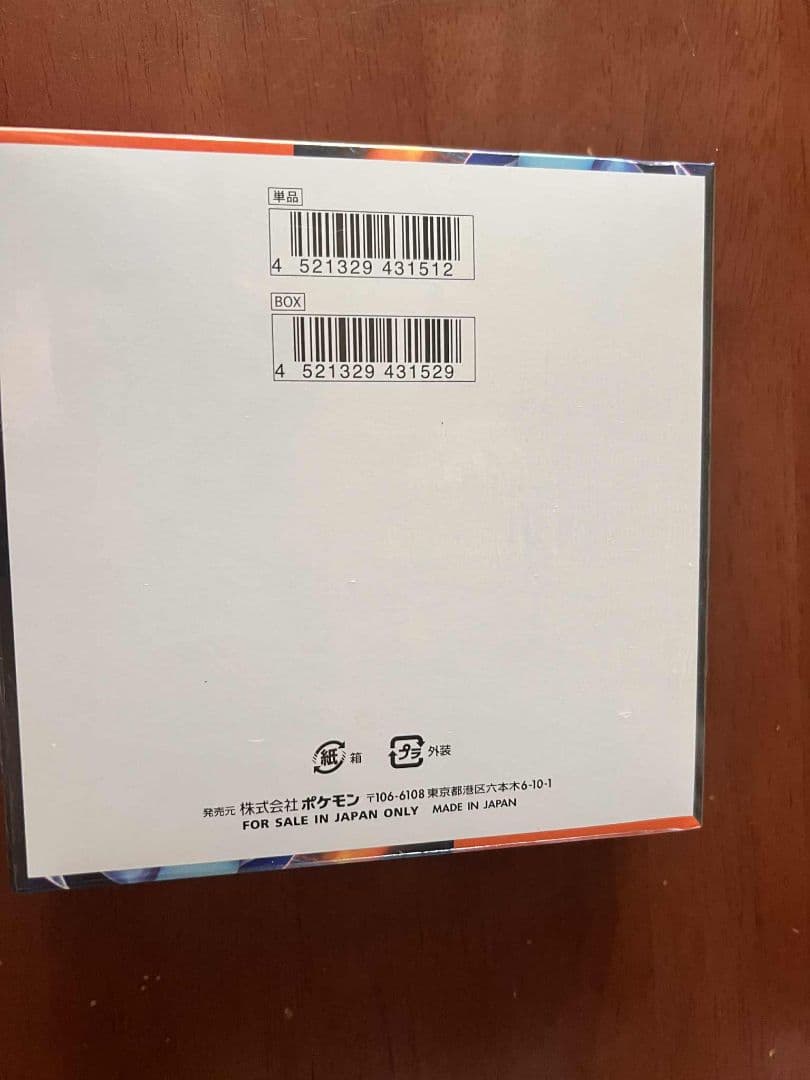 単品
4 521329 431512
BOX
4 521329 431529
紙 箱
プラ 外装
発売元 株式会社 ポケモン 〒106-6108 東京都港区六本木6-10-1
FOR SALE IN JAPAN ONLY MADE IN JAPAN